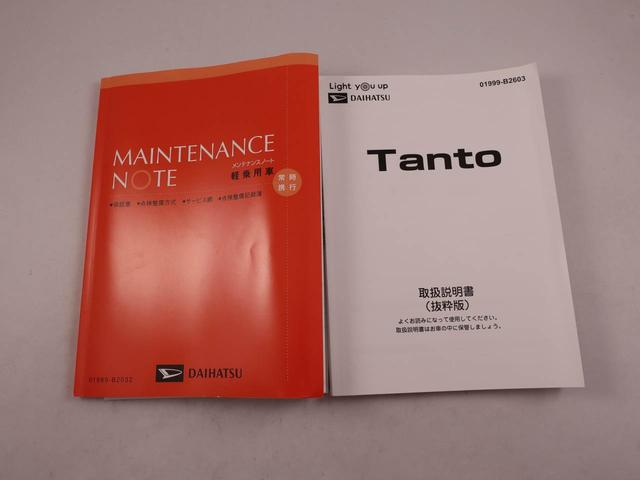 MAINTENANCE
NOTE
メンテナンスノート
軽乗用車
常時
携行
●保証書 ●点検整備方式 ●サービス網 ●点検整備記録簿
01999-B2032
DAIHATSU
Light you up
DAIHATSU
01999-B2603
Tanto
取扱説明書
(抜粋版)
よくお読みになって使用してください。
取扱説明書はお車の中に保管しましょう。